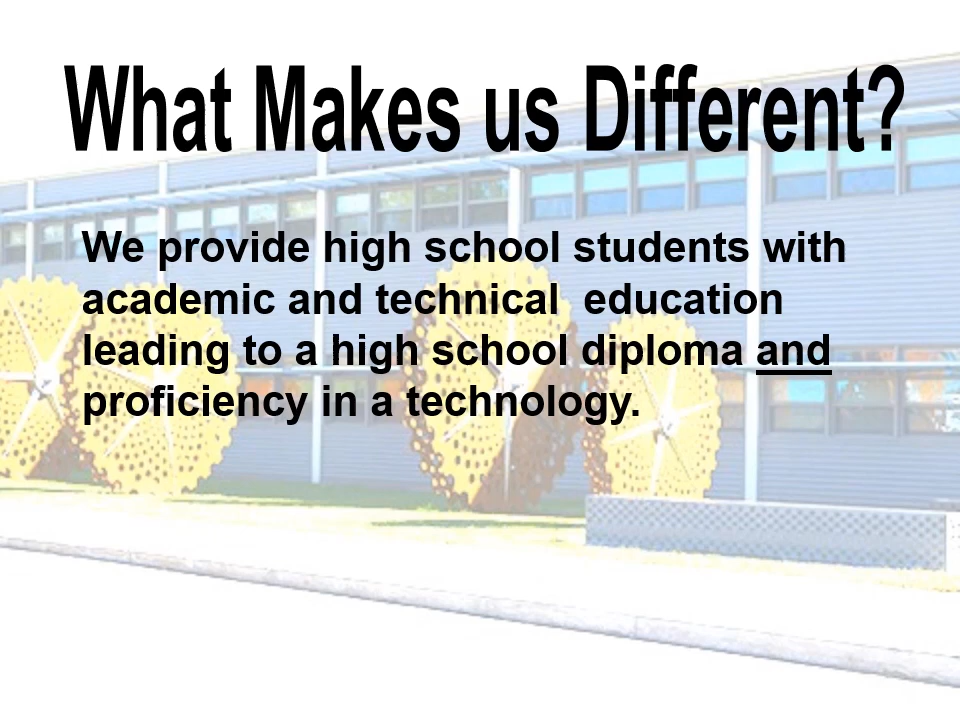 What Makes us Different?
We provide high school students with
academic and technical  education
leading to a high school diploma and
proficiency in a technology.